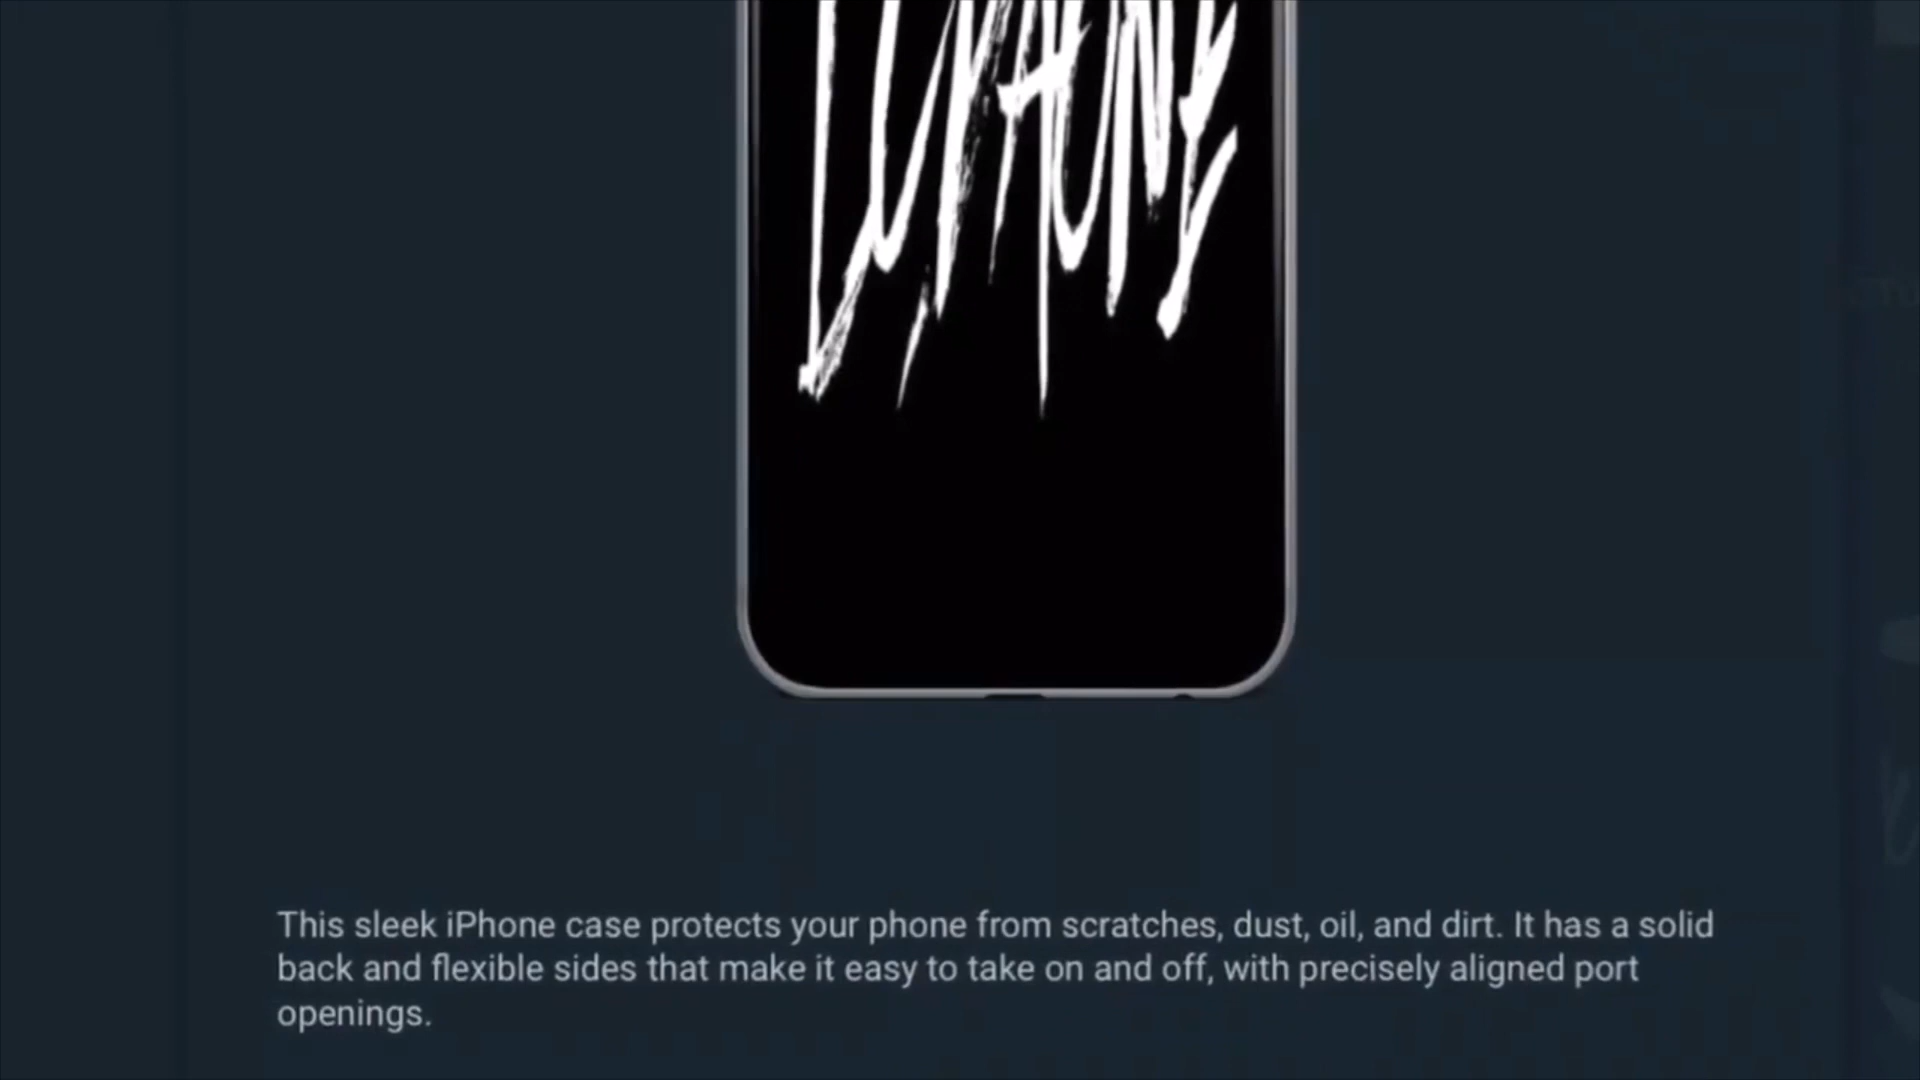 This sleek iPhone case protects your phone from scratches, dust, oil, and dirt. It has a solid
back and flexible sides that make it easy to take on and off, with precisely aligned port
openings.